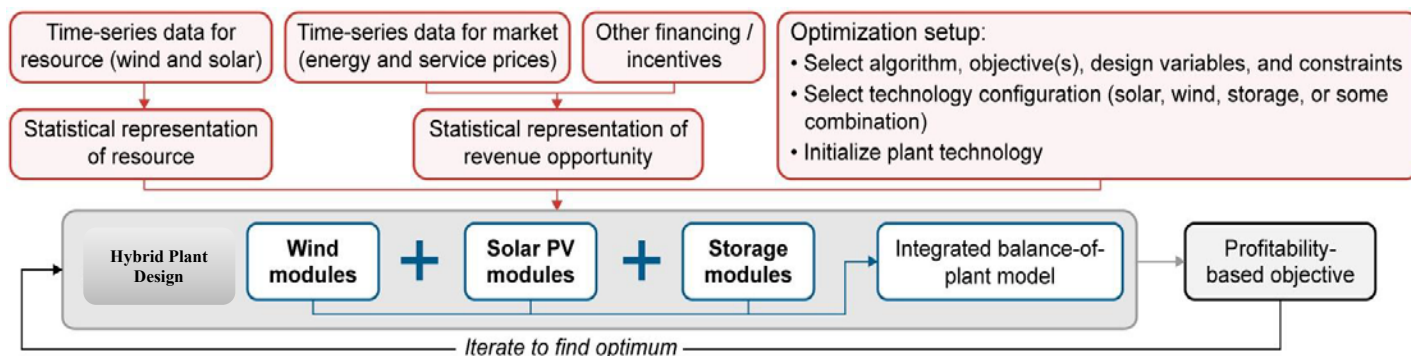 Time-series data for
resource (wind and solar)
Time-series data for market
(energy and service prices)
Other financing /
incentives
Optimization setup:
• Select algorithm, objective(s), design variables, and constraints
• Select technology configuration (solar, wind, storage, or some
combination)
• Initialize plant technology
Statistical representation
of resource
Statistical representation of
revenue opportunity
Hybrid Plant
Design
Wind
modules
+
Solar PV
modules
+
Storage
modules
Integrated balance-of-
plant model
Profitability-
based objective
Iterate to find optimum